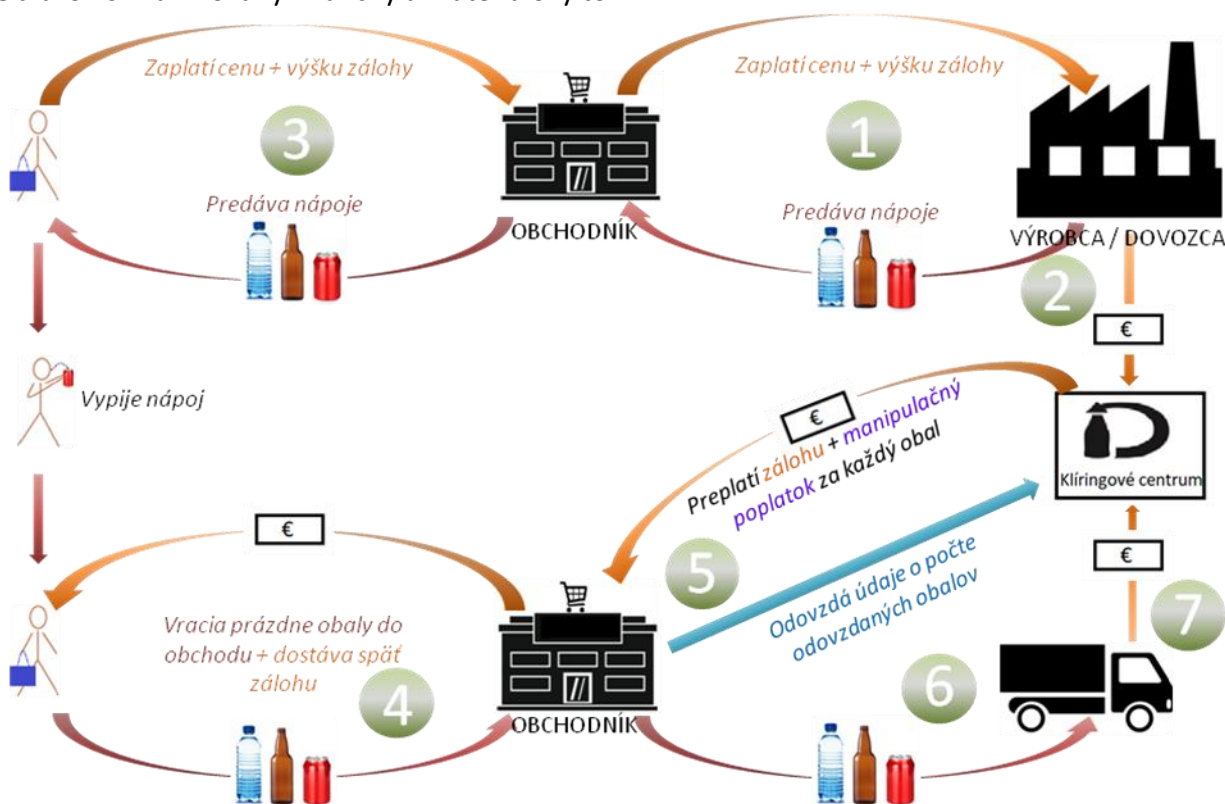 Zaplatí cenu + výšku zálohy
Zaplatí cenu + výšku zálohy
3
1
Predáva nápoje
OBCHODNÍK
Predáva nápoje
VÝROBCA / DOVOZCA
2
€
Vypije nápoj
€
Preplatí zálohu + manipulačný
poplatok za každý obal
Klíringové centrum
€
5
Odovzdá údaje o počte
odovzdaných obalov
€
7
Vracia prázdne obaly do
obchodu + dostáva späť
zálohu
4
OBCHODNÍK
6